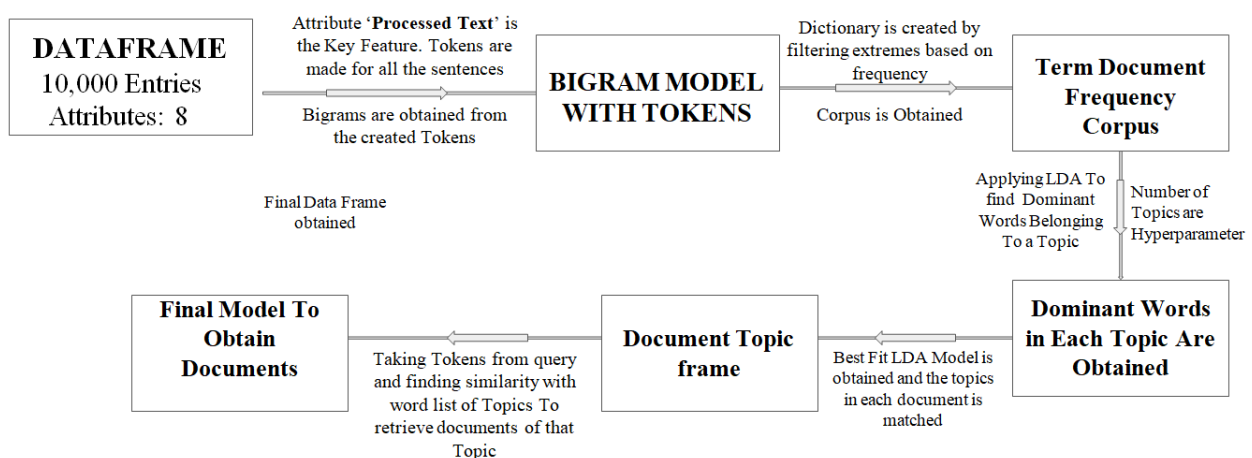 DATAFRAME
10,000 Entries
Attributes: 8
Attribute ‘Processed Text’ is
the Key Feature. Tokens are
made for all the sentences
Bigrams are obtained from
the created Tokens
BIGRAM MODEL
WITH TOKENS
Dictionary is created by
filtering extremes based on
frequency
Corpus is Obtained
Term Document
Frequency
Corpus
Applying LDA To
find Dominant
Words Belonging
To a Topic
Number of
Topics are
Hyperparameter
Dominant Words
in Each Topic Are
Obtained
Best Fit LDA Model is
obtained and the topics
in each document is
matched
Document Topic
frame
Taking Tokens from query
and finding similarity with
word list of Topics To
retrieve documents of that
Topic
Final Model To
Obtain
Documents
Final Data Frame
obtained